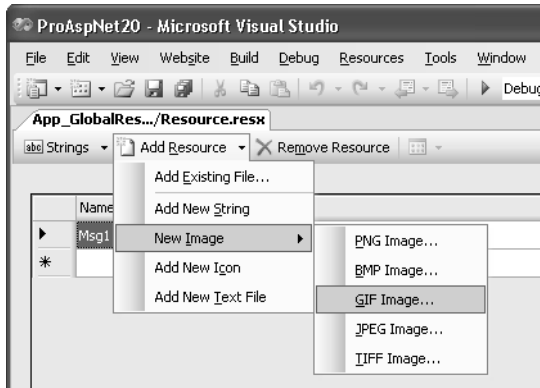 ProAspNet20 - Microsoft Visual Studio
File Edit View Website Build Debug Resources Tools Window
App_GlobalRes.../Resource.resx
abc Strings Add Resource Remove Resource
Add Existing File...
Name
Add New String
Msg1
New Image
PNG Image...
Add New Icon
BMP Image...
Add New Text File
GIF Image...
JPEG Image...
TIFF Image...